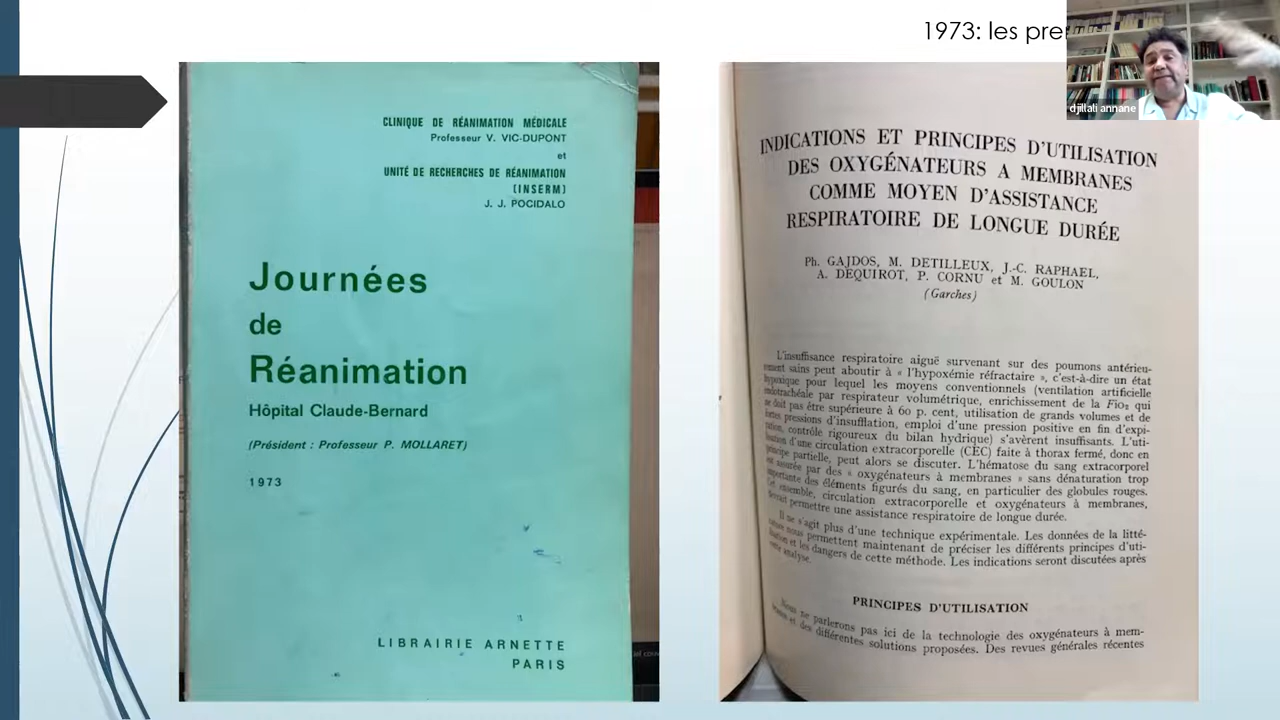 1973: les pre
djillali annane
CLINIQUE DE RÉANIMATION MÉDICALE
Professeur V. VIC-DUPONT
et
UNITÉ DE RECHERCHES DE RÉANIMATION
(INSERM)
J. J. POCIDALO
Journées
de
Réanimation
Hôpital Claude-Bernard
(Président : Professeur P. MOLLARET)
1973
LIBRAIRIE ARNETTE
PARIS
INDICATIONS ET PRINCIPES D'UTILISATION
DES OXYGÉNATEURS A MEMBRANES
COMME MOYEN D'ASSISTANCE
RESPIRATOIRE DE LONGUE DURÉE
Ph. GAJDOS, M. DETILLEUX, J.-C. RAPHAEL,
A. DEQUIROT, P. CORNU et M. GOULON
(Garches)
L'insuffisance respiratoire aiguë survenant sur des poumons antérieu-
rement sains peut aboutir à « l'hypoxémie réfractaire », c'est-à-dire un état
hypoxique pour lequel les moyens conventionnels (ventilation artificielle
endotrachéale par respirateur volumétrique, enrichissement de la Fio₂ qui
ne doit pas être supérieure à 60 p. cent, utilisation de grands volumes et de
fortes pressions d'insufflation, emploi d'une pression positive en fin d'expi-
ration, contrôle rigoureux du bilan hydrique) s'avèrent insuffisants. L'uti-
lisation d'une circulation extracorporelle (CEC) faite à thorax fermé, donc en
principe partielle, peut alors se discuter. L'hématose du sang extracorporel
est assurée par des « oxygénateurs à membranes » sans dénaturation trop
importante des éléments figurés du sang, en particulier des globules rouges.
Cet ensemble, circulation extracorporelle et oxygénateurs à membranes,
devrait permettre une assistance respiratoire de longue durée.
Il ne s'agit plus d'une technique expérimentale. Les données de la litté-
rature nous permettent maintenant de préciser les différents principes d'uti-
lisation et les dangers de cette méthode. Les indications seront discutées après
cette analyse.
PRINCIPES D'UTILISATION
Nous ne parlerons pas ici de la technologie des oxygénateurs à mem-
branes et des différentes solutions proposées. Des revues générales récentes